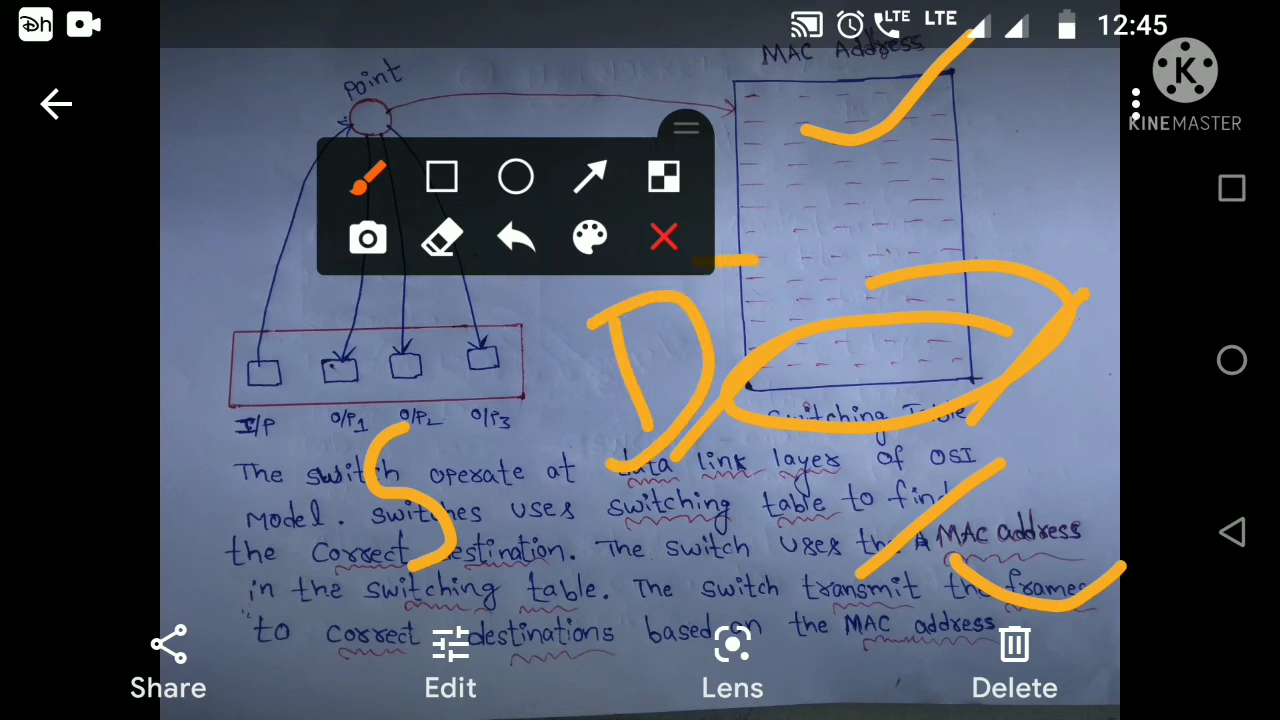 Dh LTE LTE 12:45
K
KINEMASTER
Point
MAC Address
I/P O/P1 O/P2 O/P3
Switching Table
D
S
The switch operate at data link layer of OSI
Model. Switches uses switching table to find
the correct destination. The switch uses the MAC address
in the switching table. The switch transmit the frames
to correct destinations based on the MAC address
Share Edit Lens Delete